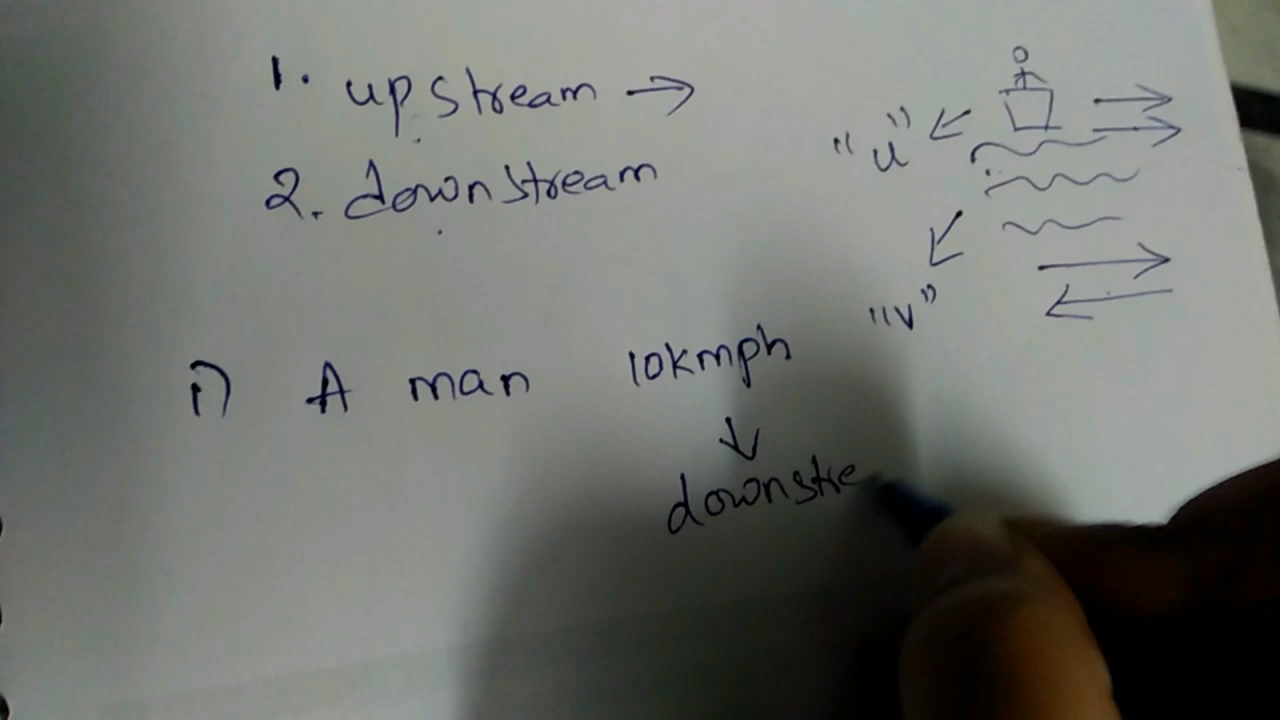 1. upstream →
2. downstream
"u"
"v"
i) A man 10kmph
↓
downstre